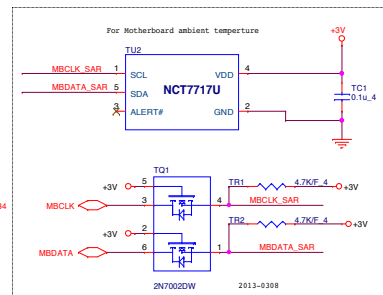 For Motherboard ambient temperture
+3V
TU2
MBCLK_SAR 1 SCL VDD 4
NCT7717U
MBDATA_SAR 5 SDA
TC1
0.1u_4
3 ALERT# GND 2
TQ1
+3V 5
TR1 4.7K/F_4 +3V
MBCLK 3 4 MBCLK_SAR
+3V 2
TR2 4.7K/F_4 +3V
MBDATA 6 1 MBDATA_SAR
2N7002DW 2013-0308